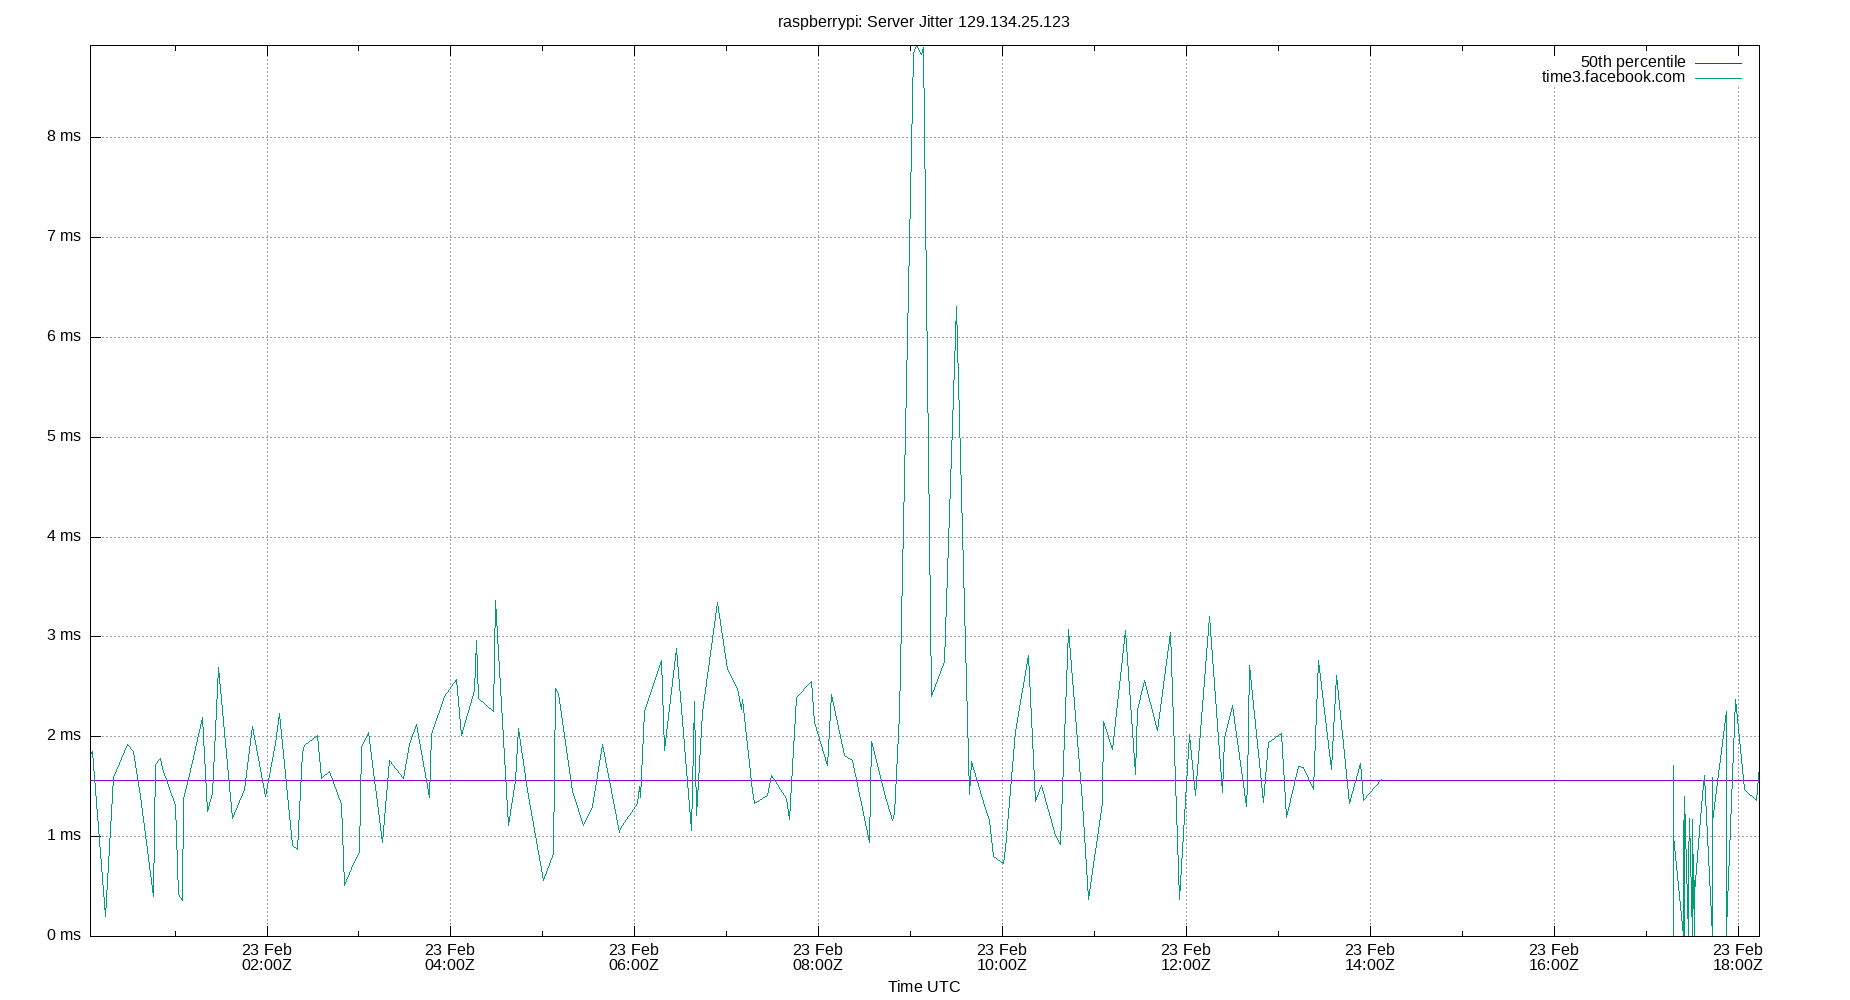 raspberrypi: Server Jitter 129.134.25.123
50th percentile
time3.facebook.com
8 ms
7 ms
6 ms
5 ms
4 ms
3 ms
2 ms
1 ms
0 ms
23 Feb 23 Feb 23 Feb 23 Feb 23 Feb 23 Feb 23 Feb 23 Feb 23 Feb
02:00Z 04:00Z 06:00Z 08:00Z 10:00Z 12:00Z 14:00Z 16:00Z 18:00Z
Time UTC